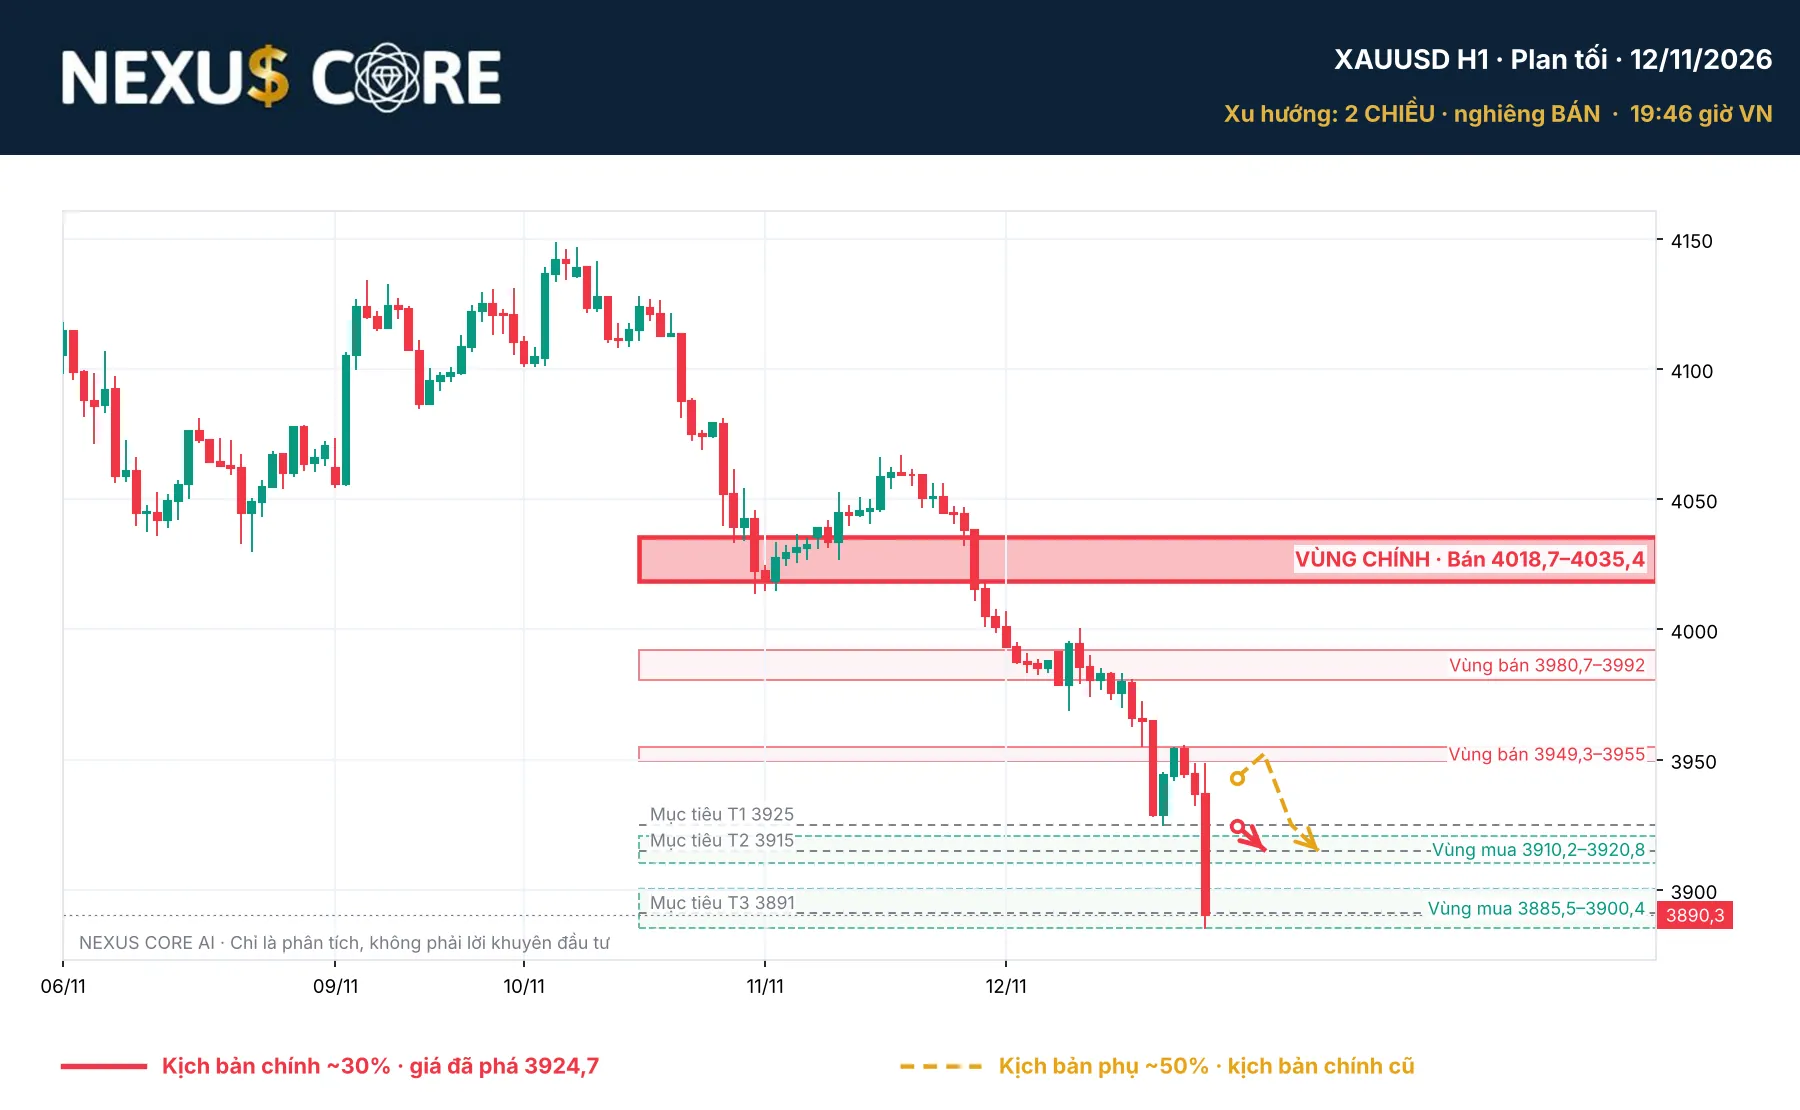 NEXU$ CORE
XAUUSD H1 · Plan tối · 12/11/2026
Xu hướng: 2 CHIỀU · nghiêng BÁN · 19:46 giờ VN
4150
4100
4050
VÙNG CHÍNH · Bán 4018,7–4035,4
4000
Vùng bán 3980,7–3992
Vùng bán 3949,3–3955
3950
Mục tiêu T1 3925
Mục tiêu T2 3915
Vùng mua 3910,2–3920,8
3900
Mục tiêu T3 3891
Vùng mua 3885,5–3900,4
3890,3
NEXUS CORE AI · Chỉ là phân tích, không phải lời khuyên đầu tư
06/11 09/11 10/11 11/11 12/11
Kịch bản chính ~30% · giá đã phá 3924,7
Kịch bản phụ ~50% · kịch bản chính cũ